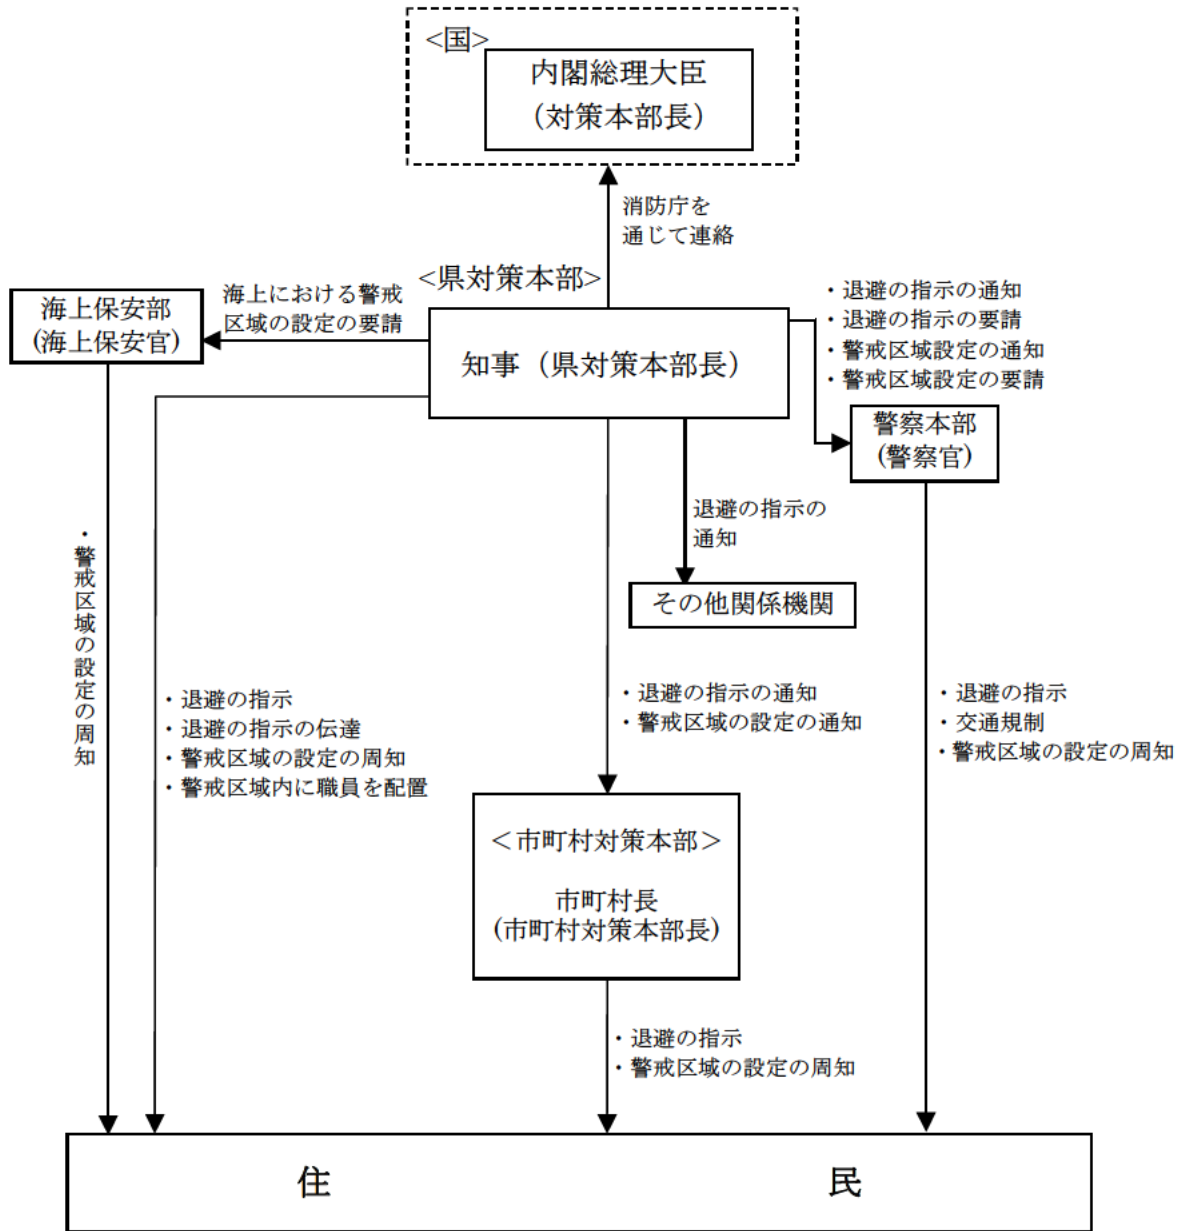 <国>
内閣総理大臣
(対策本部長)
消防庁を
通じて連絡
<県対策本部>
海上保安部
(海上保安官)
海上における警戒
区域の設定の要請
知事（県対策本部長）
・退避の指示の通知
・退避の指示の要請
・警戒区域設定の通知
・警戒区域設定の要請
警察本部
(警察官)
退避の指示の
通知
その他関係機関
・警戒区域の設定の周知
・退避の指示
・退避の指示の伝達
・警戒区域の設定の周知
・警戒区域内に職員を配置
・退避の指示の通知
・警戒区域の設定の通知
・退避の指示
・交通規制
・警戒区域の設定の周知
＜市町村対策本部＞
市町村長
(市町村対策本部長)
・退避の指示
・警戒区域の設定の周知
住 民